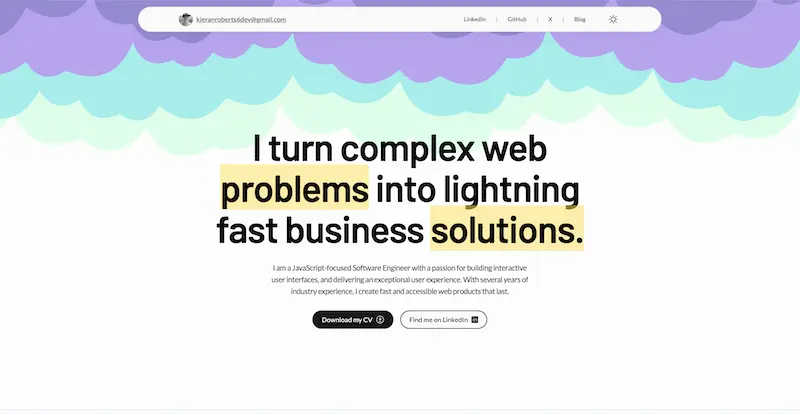 kieranroberts6dev@gmail.com LinkedIn | GitHub | X | Blog
I turn complex web
problems into lightning
fast business solutions.
I am a JavaScript-focused Software Engineer with a passion for building interactive
user interfaces, and delivering an exceptional user experience. With several years of
industry experience, I create fast and accessible web products that last.
Download my CV Find me on LinkedIn in